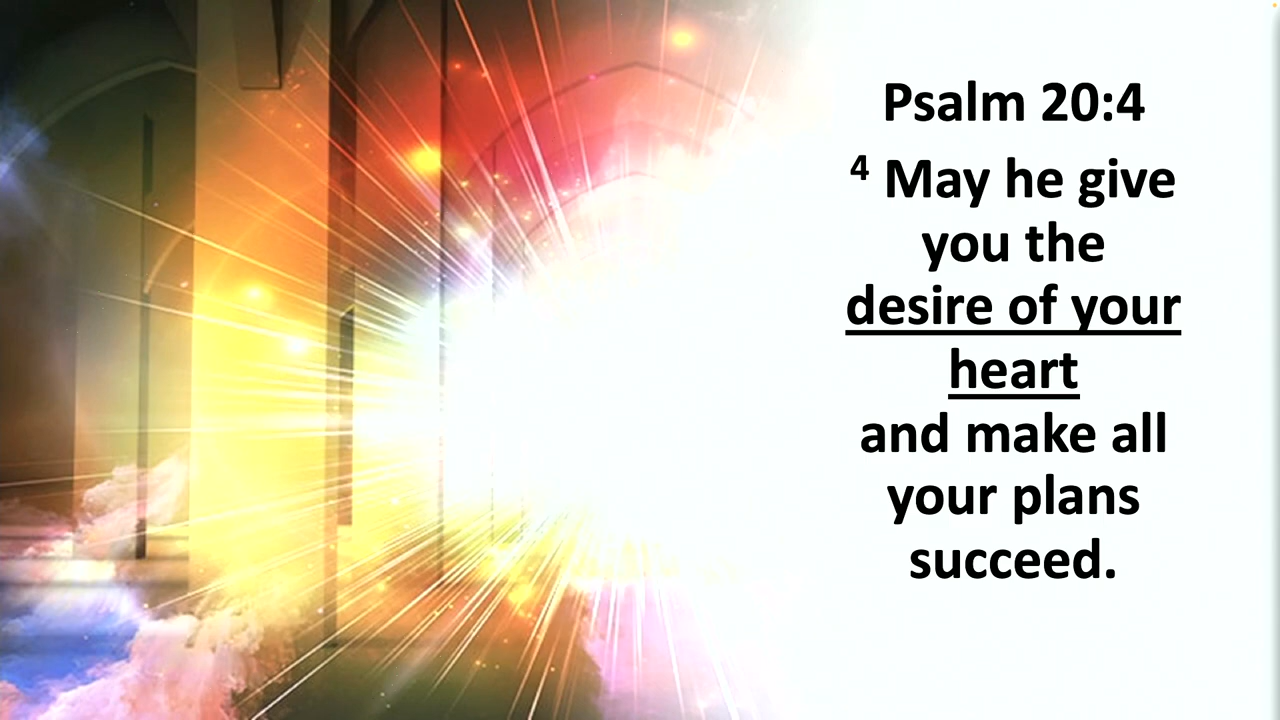 Psalm 20:4
4 May he give
you the
desire of your
heart
and make all
your plans
succeed.